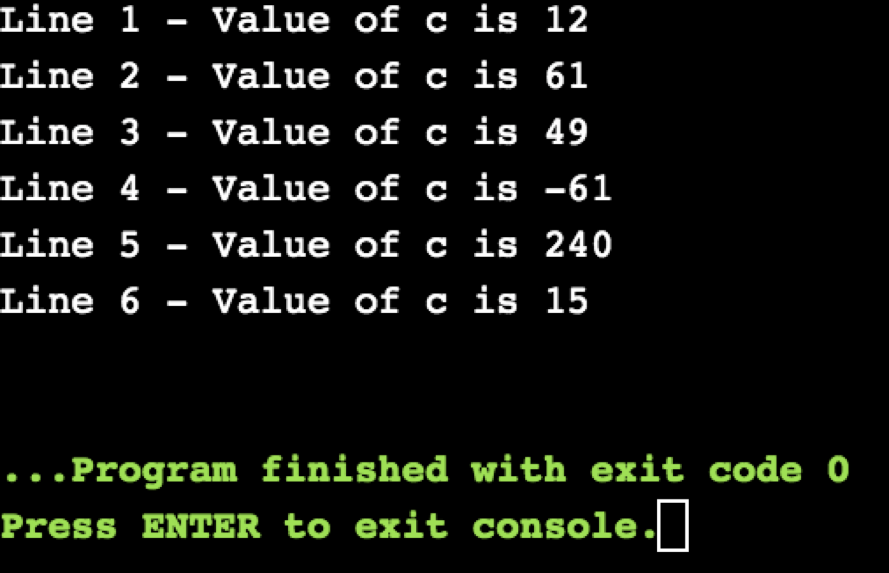 Line 1 - Value of c is 12
Line 2 - Value of c is 61
Line 3 - Value of c is 49
Line 4 - Value of c is -61
Line 5 - Value of c is 240
Line 6 - Value of c is 15
...Program finished with exit code 0
Press ENTER to exit console.